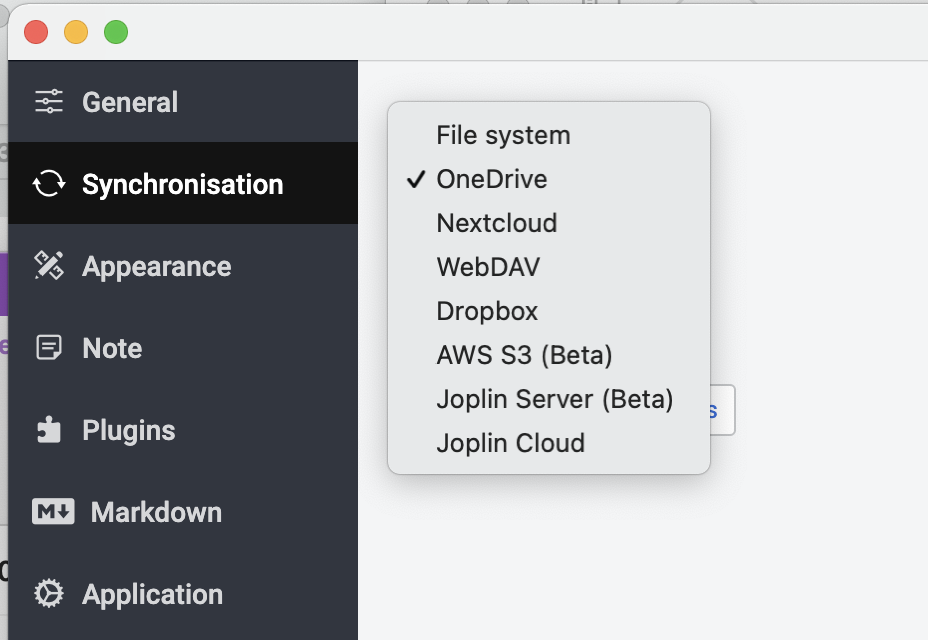 General
Synchronisation
Appearance
Note
Plugins
M
Markdown
Application
File system
OneDrive
Nextcloud
WebDAV
Dropbox
AWS S3 (Beta)
Joplin Server (Beta)
Joplin Cloud
s